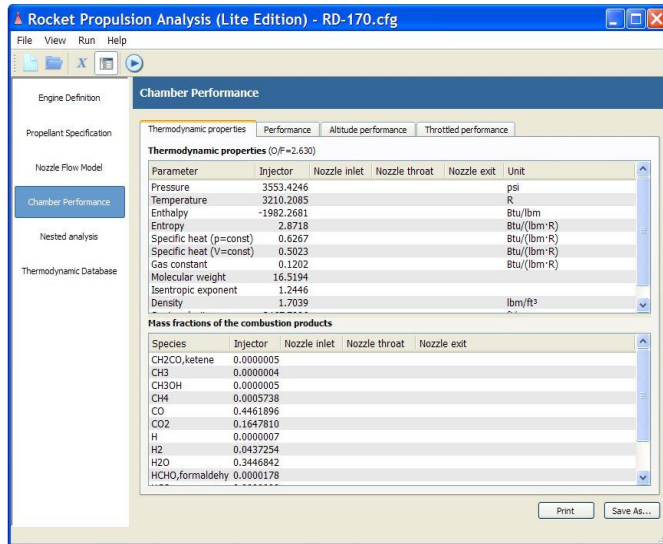 Rocket Propulsion Analysis (Lite Edition) - RD-170.cfg
File View Run Help
Engine Definition
Propellant Specification
Nozzle Flow Model
Chamber Performance
Nested analysis
Thermodynamic Database
Chamber Performance
Thermodynamic properties Performance Altitude performance Throttled performance
Thermodynamic properties (O/F=2.630)
Parameter Injector Nozzle inlet Nozzle throat Nozzle exit Unit
Pressure 3553.4246 psi
Temperature 3210.2085 R
Enthalpy -1982.2681 Btu/lbm
Entropy 2.8718 Btu/(lbm·R)
Specific heat (p=const) 0.6267 Btu/(lbm·R)
Specific heat (V=const) 0.5023 Btu/(lbm·R)
Gas constant 0.1202 Btu/(lbm·R)
Molecular weight 16.5194
Isentropic exponent 1.2446
Density 1.7039 lbm/ft³
Mass fractions of the combustion products
Species Injector Nozzle inlet Nozzle throat Nozzle exit
CH2CO,ketene 0.0000005
CH3 0.0000004
CH3OH 0.0000005
CH4 0.0005738
CO 0.4461896
CO2 0.1647810
H 0.0000007
H2 0.0437254
H2O 0.3446842
HCHO,formaldehy 0.0000178
Print Save As...